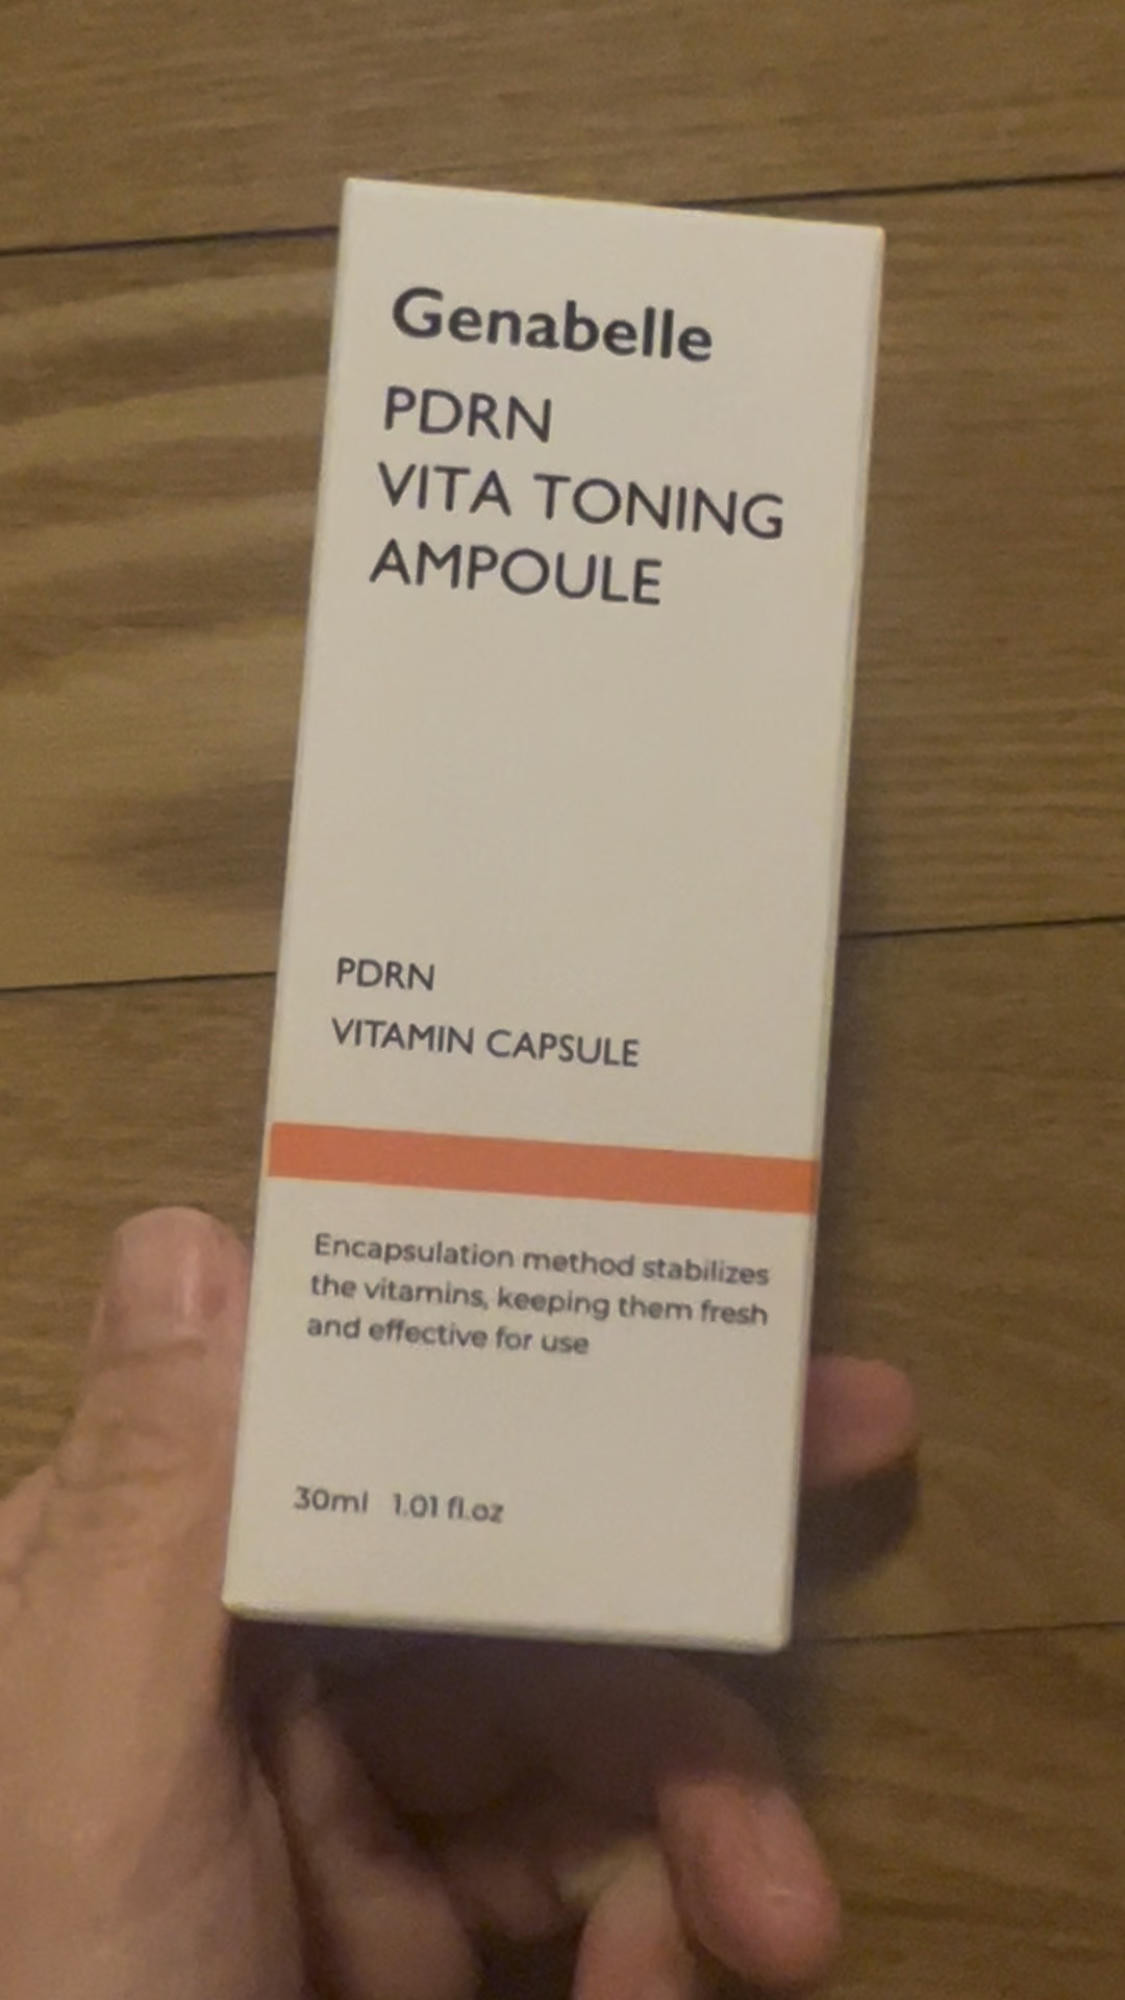 Genabelle
PDRN
VITA TONING
AMPOULE
PDRN
VITAMIN CAPSULE
Encapsulation method stabilizes
the vitamins, keeping them fresh
and effective for use
30ml 1.01 fl.oz